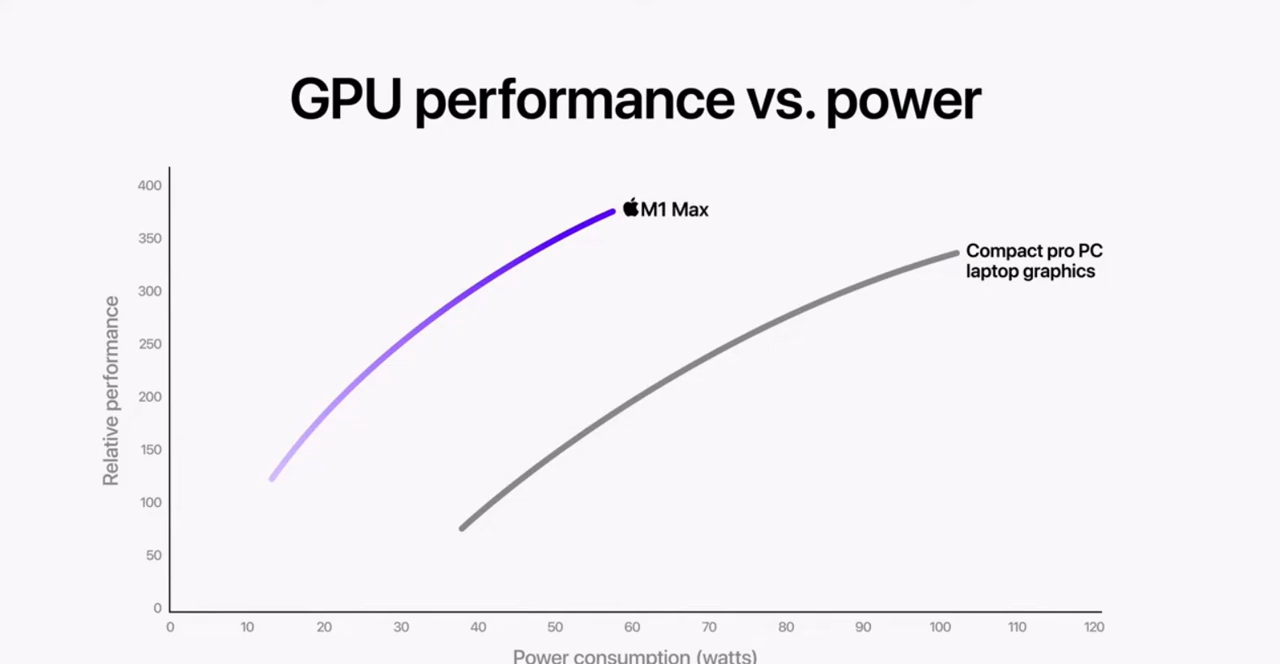 GPU performance vs. power
400
350
300
250
200
150
100
50
0
Relative performance
M1 Max
Compact pro PC
laptop graphics
0 10 20 30 40 50 60 70 80 90 100 110 120
Power consumption (watts)